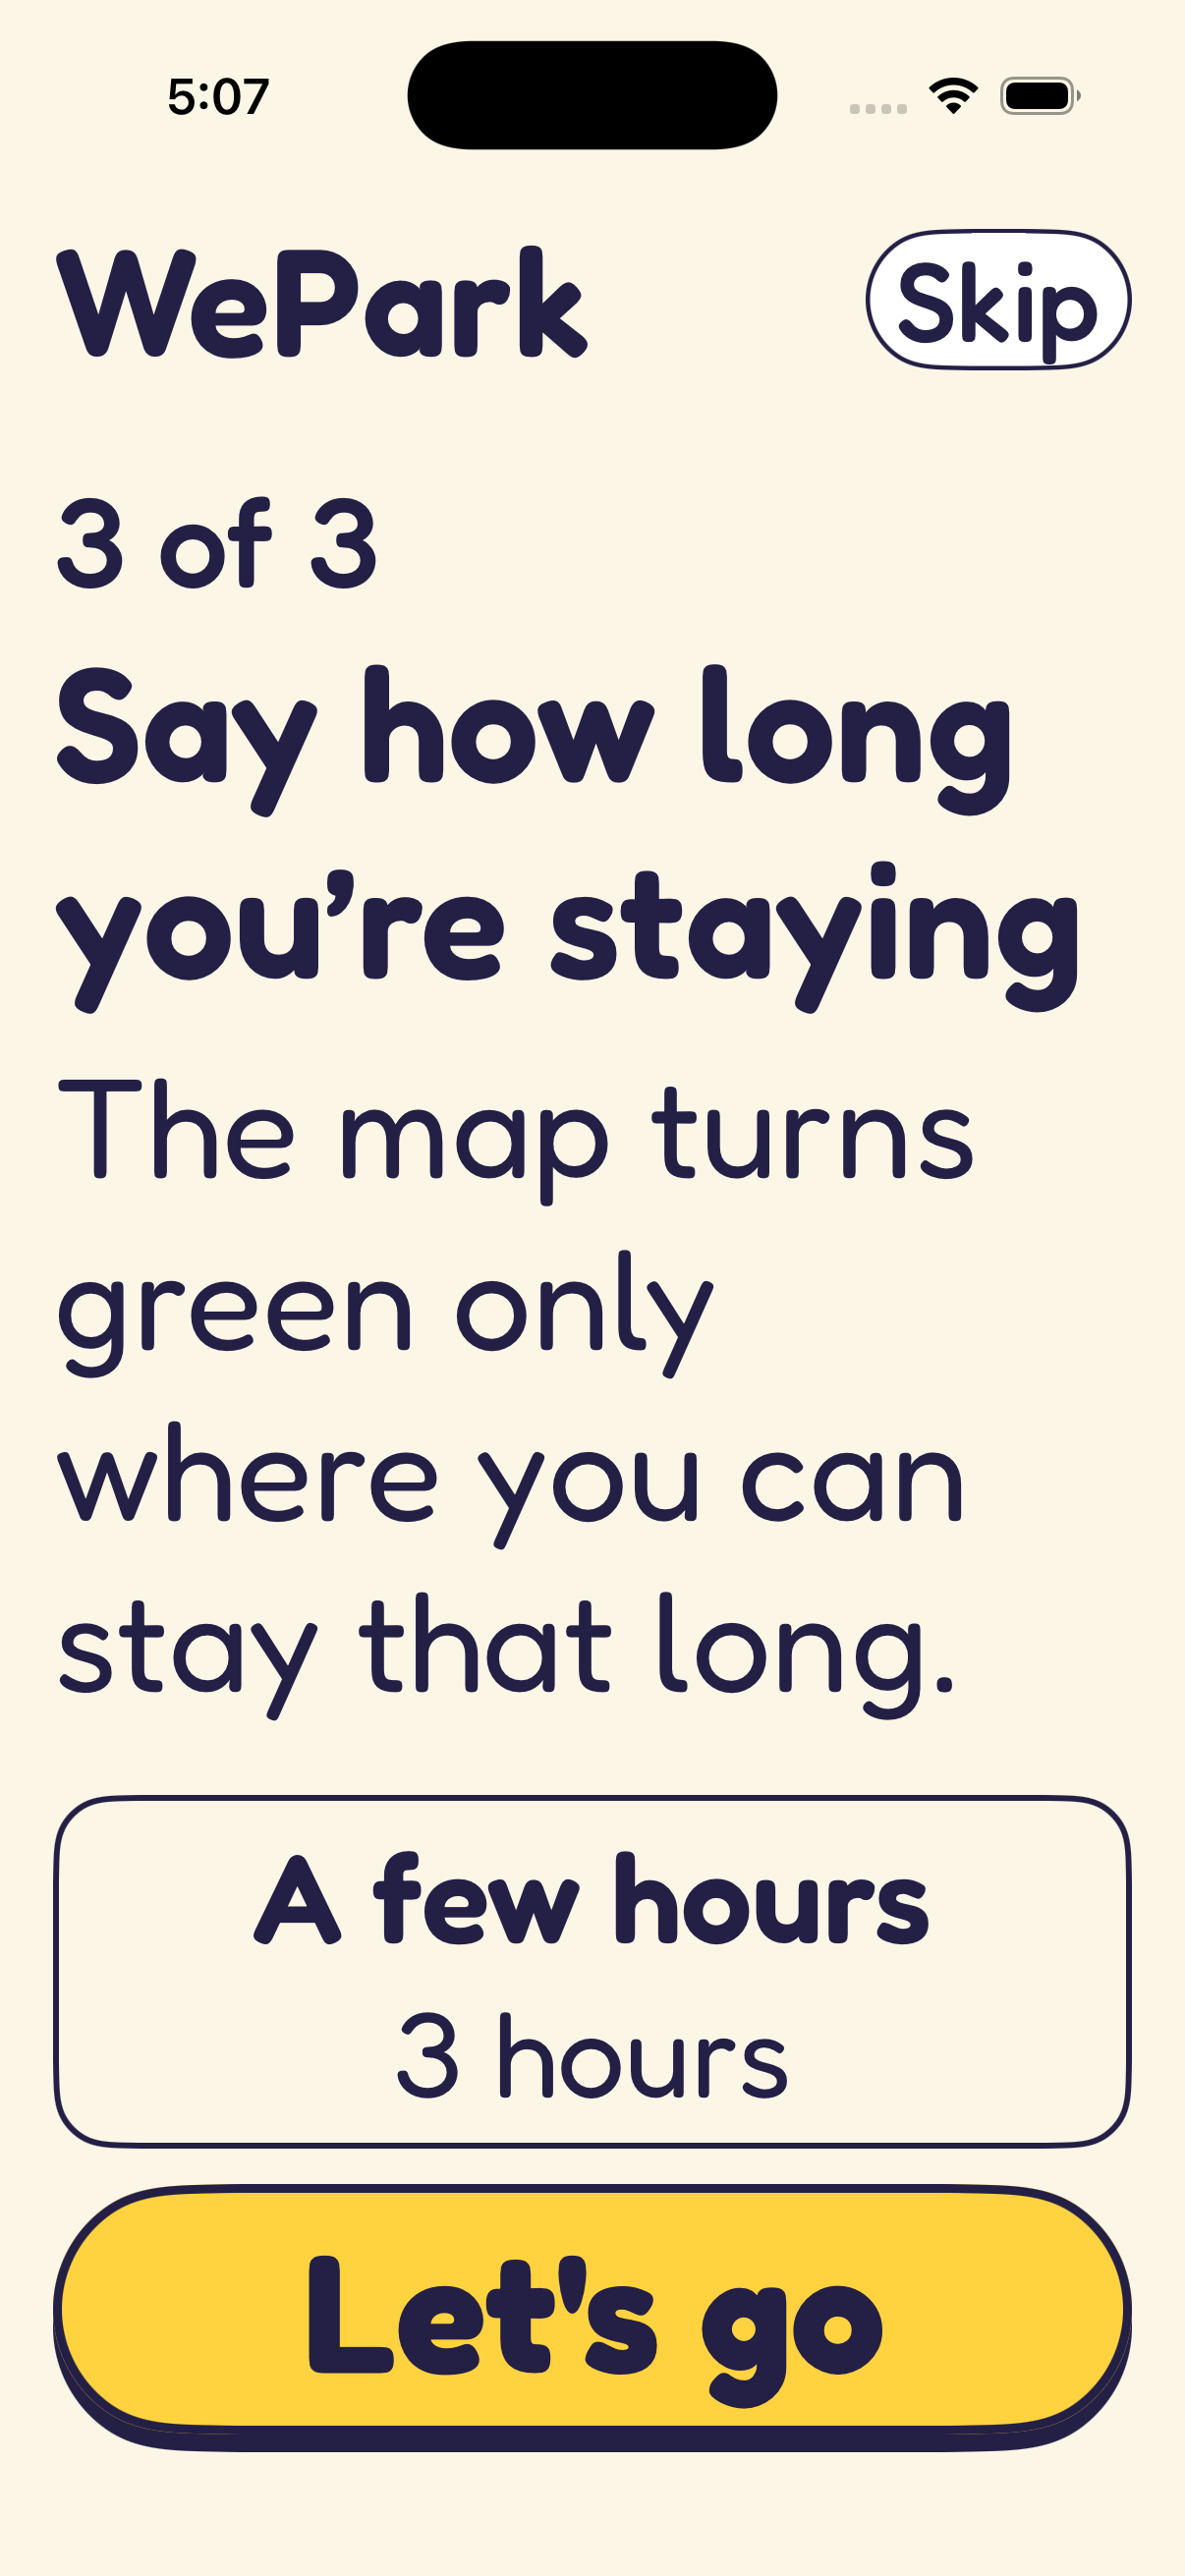 5:07
WePark
Skip
3 of 3
Say how long
you’re staying
The map turns
green only
where you can
stay that long.
A few hours
3 hours
Let's go